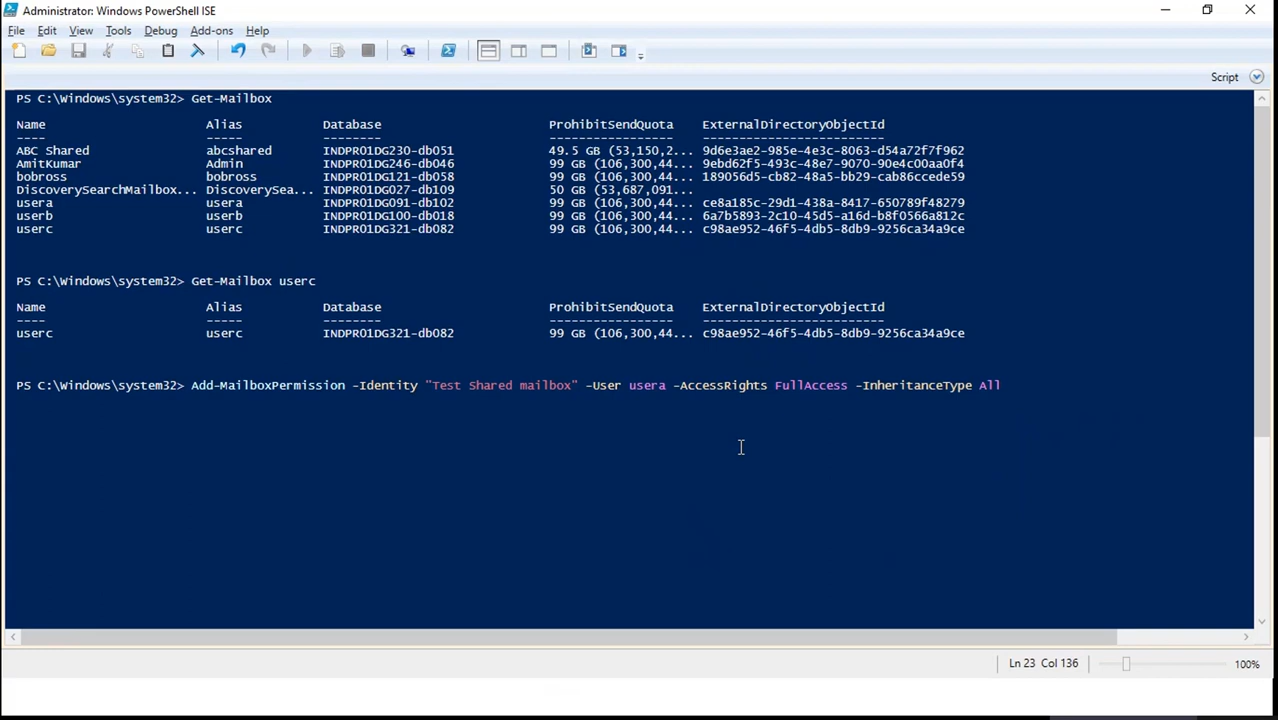 Administrator: Windows PowerShell ISE
File Edit View Tools Debug Add-ons Help
Script
PS C:\Windows\system32> Get-Mailbox
Name Alias Database ProhibitSendQuota ExternalDirectoryObjectId
---- ----- -------- ----------------- -------------------------
ABC Shared abcshared INDPR01DG230-db051 49.5 GB (53,150,2... 9d6e3ae2-985e-4e3c-8063-d54a72f7f962
AmitKumar Admin INDPR01DG246-db046 99 GB (106,300,44... 9ebd62f5-493c-48e7-9070-90e4c00aa0f4
bobross bobross INDPR01DG121-db058 99 GB (106,300,44... 189056d5-cb82-48a5-bb29-cab86ccede59
DiscoverySearchMailbox... DiscoverySea... INDPR01DG027-db109 50 GB (53,687,091...
usera usera INDPR01DG091-db102 99 GB (106,300,44... ce8a185c-29d1-438a-8417-650789f48279
userb userb INDPR01DG100-db018 99 GB (106,300,44... 6a7b5893-2c10-45d5-a16d-b8f0566a812c
userc userc INDPR01DG321-db082 99 GB (106,300,44... c98ae952-46f5-4db5-8db9-9256ca34a9ce
PS C:\Windows\system32> Get-Mailbox userc
Name Alias Database ProhibitSendQuota ExternalDirectoryObjectId
---- ----- -------- ----------------- -------------------------
userc userc INDPR01DG321-db082 99 GB (106,300,44... c98ae952-46f5-4db5-8db9-9256ca34a9ce
PS C:\Windows\system32> Add-MailboxPermission -Identity "Test Shared mailbox" -User usera -AccessRights FullAccess -InheritanceType All
Ln 23 Col 136 100%